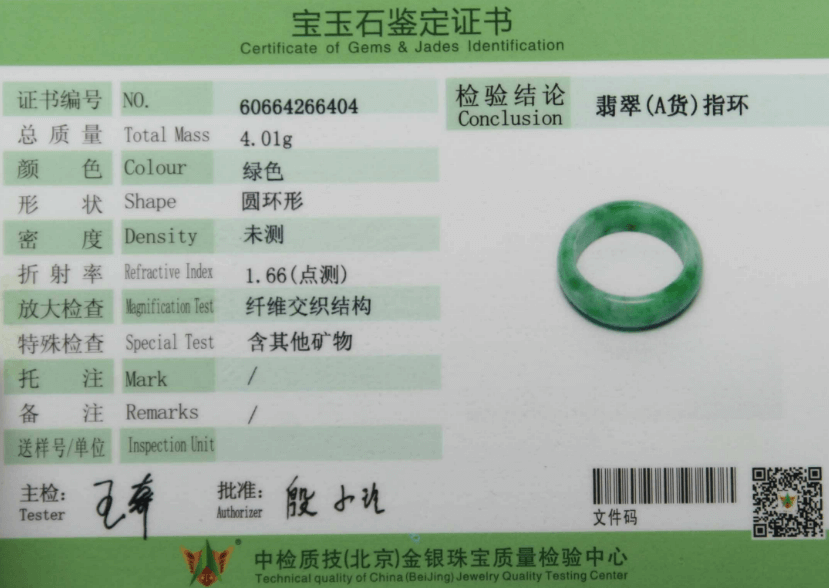 宝玉石鉴定证书
Certificate of Gems & Jades Identification
证书编号 NO. 60664266404
总质量 Total Mass 4.01g
颜色 Colour 绿色
形状 Shape 圆环形
密度 Density 未测
折射率 Refractive Index 1.66(点测)
放大检查 Magnification Test 纤维交织结构
特殊检查 Special Test 含其他矿物
托注 Mark /
备注 Remarks /
送样号/单位 Inspection Unit
检验结论 翡翠(A货)指环
Conclusion
主检:
Tester
批准:
Authorizer
文件码
中检质技(北京)金银珠宝质量检验中心
Technical quality of China (BeiJing) Jewelry Quality Testing Center